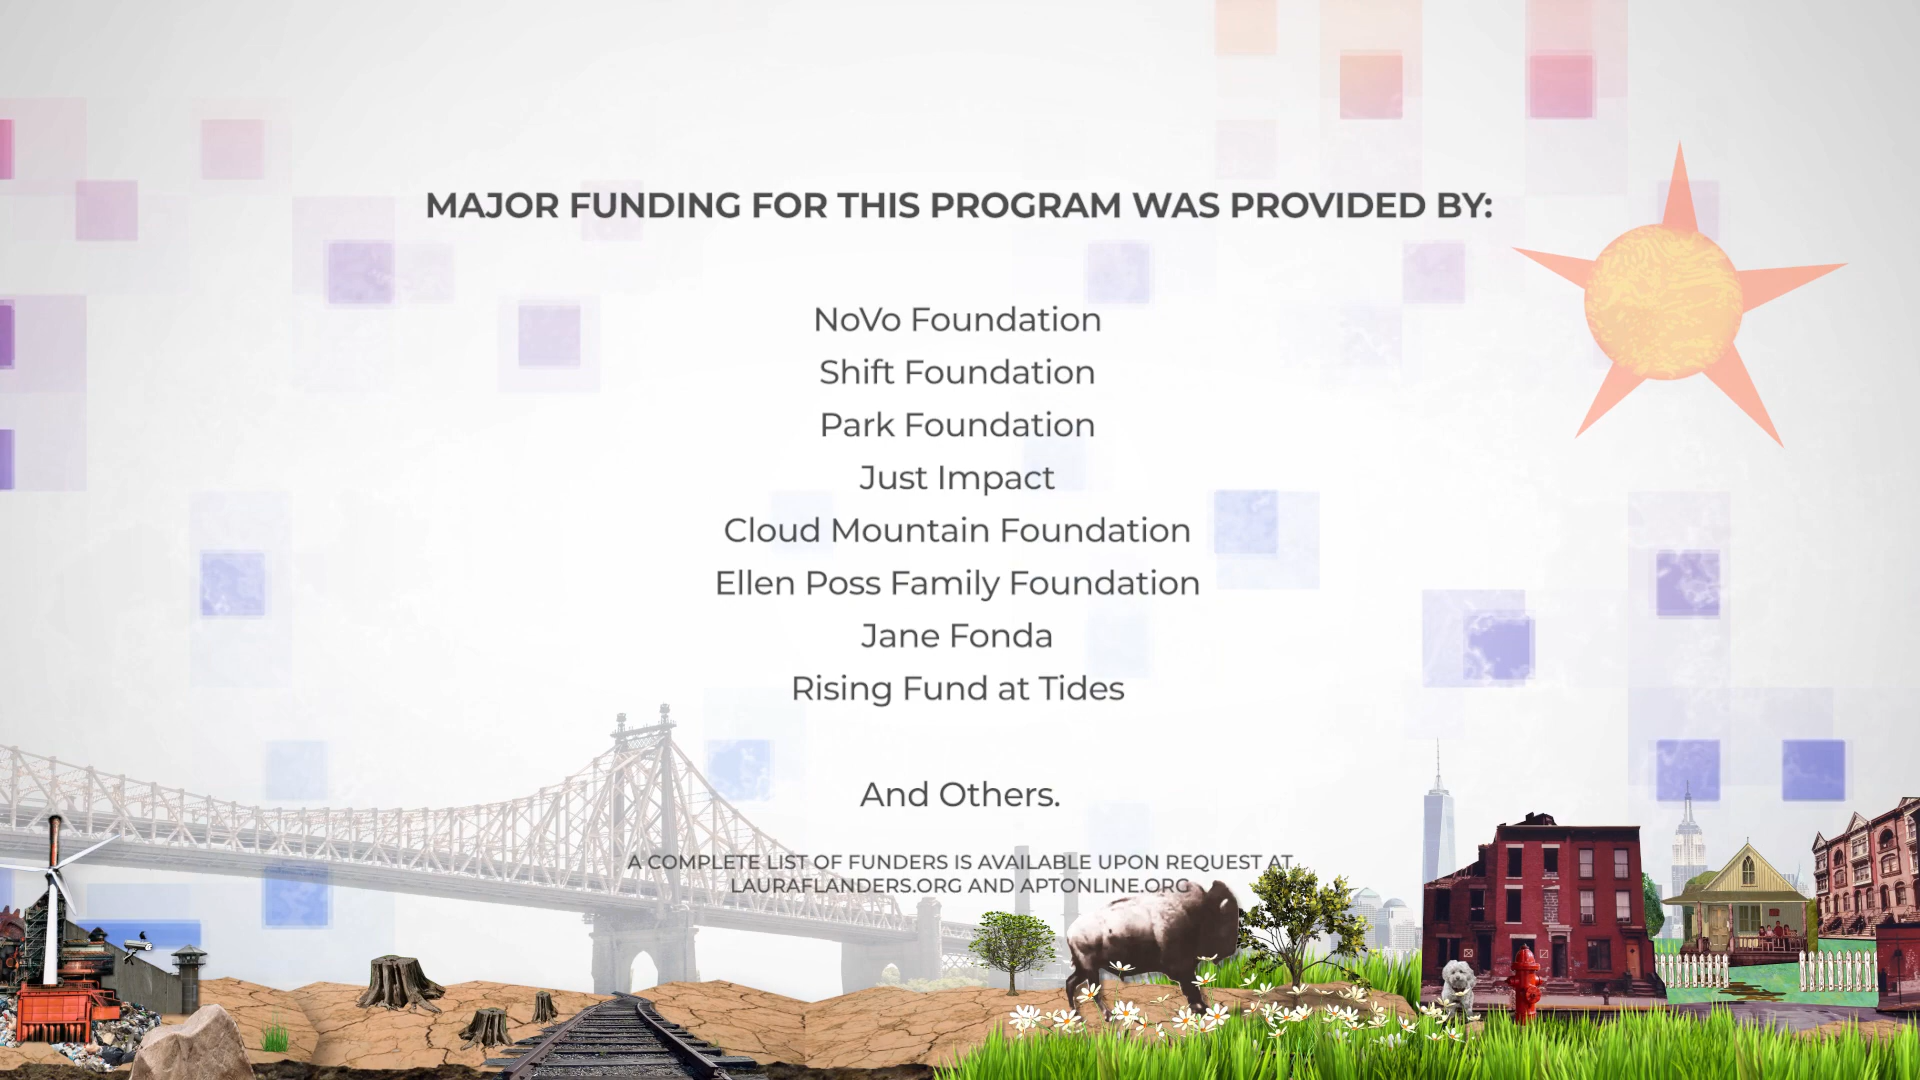 MAJOR FUNDING FOR THIS PROGRAM WAS PROVIDED BY:
NoVo Foundation
Shift Foundation
Park Foundation
Just Impact
Cloud Mountain Foundation
Ellen Poss Family Foundation
Jane Fonda
Rising Fund at Tides
And Others.
A COMPLETE LIST OF FUNDERS IS AVAILABLE UPON REQUEST AT
LAURAFLANDERS.ORG AND APTONLINE.ORG